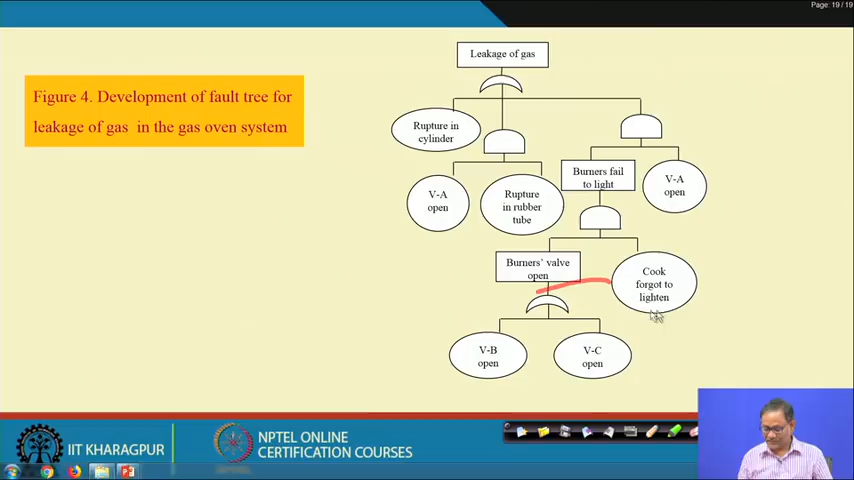 Page: 19 / 19
Leakage of gas
Figure 4. Development of fault tree for
leakage of gas in the gas oven system
Rupture in
cylinder
Burners fail
to light
V-A
open
V-A
open
Rupture
in rubber
tube
Burners' valve
open
Cook
forgot to
lighten
V-B
open
V-C
open
IIT KHARAGPUR
NPTEL ONLINE
CERTIFICATION COURSES